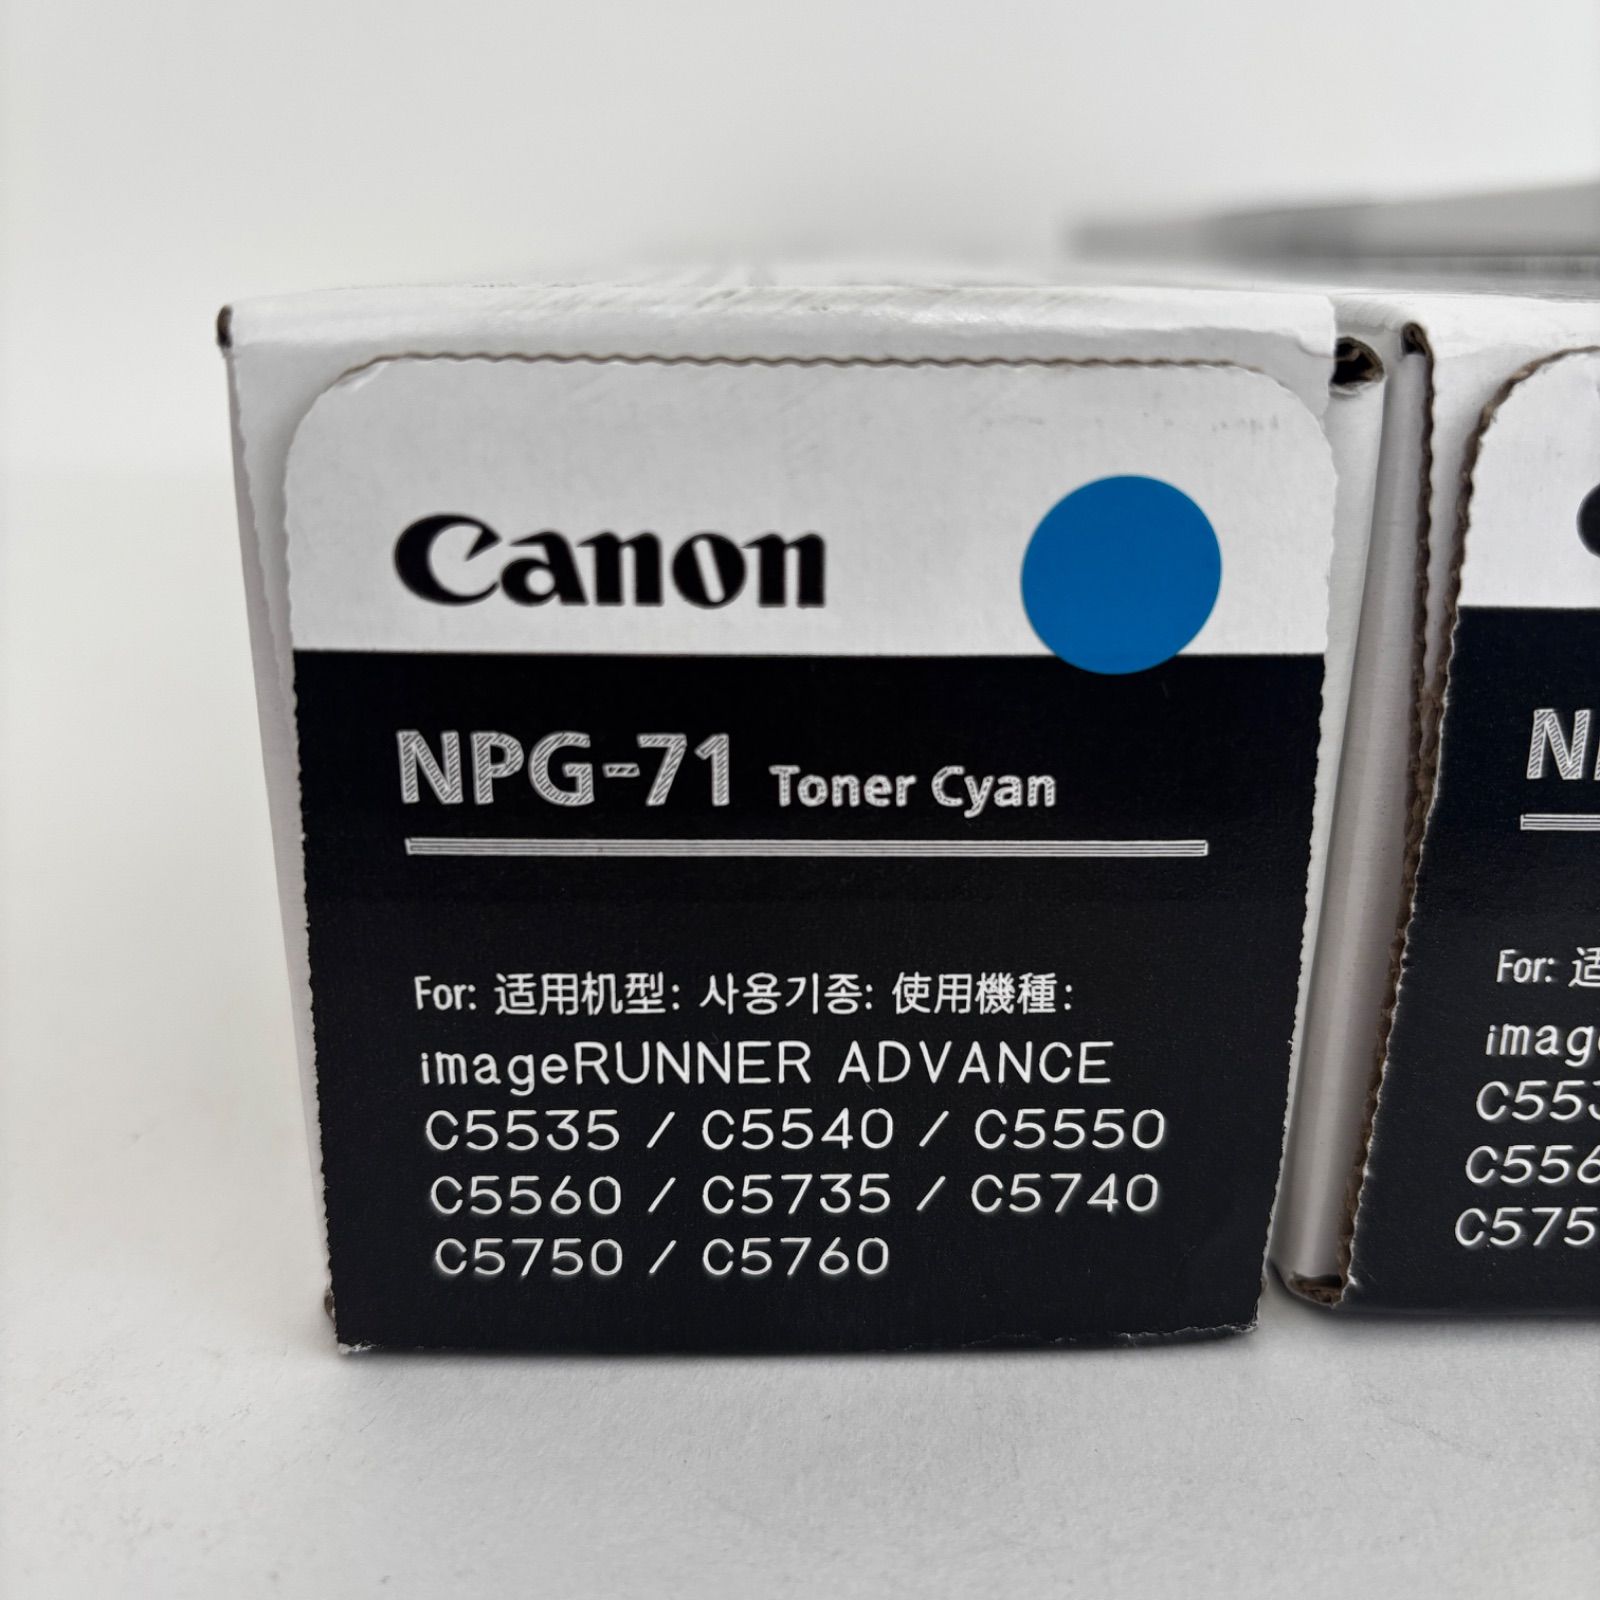 Canon
NPG-71 Toner Cyan
For: 适用机型: 사용기종: 使用機種:
imageRUNNER ADVANCE
C5535 / C5540 / C5550
C5560 / C5735 / C5740
C5750 / C5760
For: